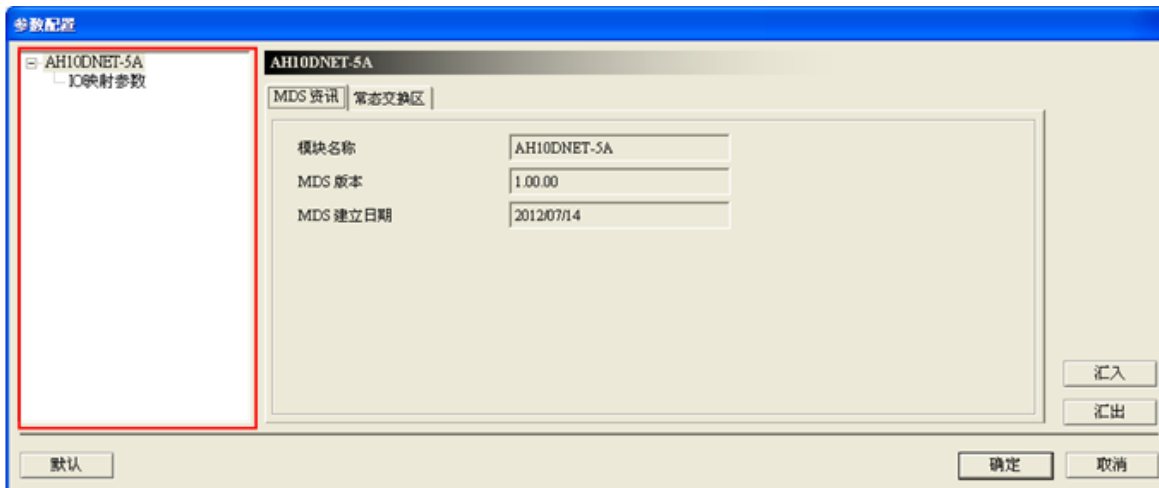 参数配置
AH10DNET-5A
IO映射参数
AH10DNET-5A
MDS 资讯 常态交换区
模块名称 AH10DNET-5A
MDS 版本 1.00.00
MDS 建立日期 2012/07/14
汇入
汇出
默认 确定 取消